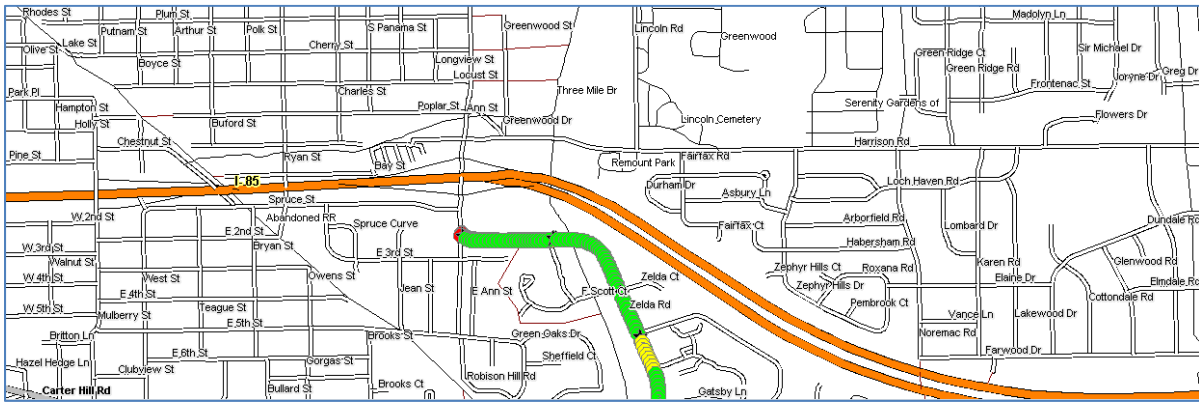 Rhodes St
Plum St
S Panama St
Greenwood St
Lincoln Rd
Greenwood
Madolyn Ln
Putnam St
Arthur St
Polk St
Olive St
Lake St
Cherry St
Sir Michael Dr
Boyce St
Longview St
Green Ridge Ct
Green Ridge Rd
Greg Dr
Locust St
Joryne Dr
Park Pl
Charles St
Three Mile Br
Frontenac St
Hampton St
Poplar St
Ann St
Serenity Gardens of
Holly St
Buford St
Greenwood Dr
Lincoln Cemetery
Flowers Dr
Chestnut St
Harrison Rd
Pine St
Ryan St
Bay St
Remount Park
Fairfax Rd
I- 85
Durham Dr
Asbury Ln
Loch Haven Rd
Spruce St
W 2nd St
Abandoned RR
Spruce Curve
Fairfax Ct
Arborfield Rd
Lombard Dr
Dundale Rd
E 2nd St
W 3rd St
Bryan St
E 3rd St
Habersham Rd
Walnut St
Karen Rd
Glenwood Rd
W 4th St
West St
Owens St
Zelda Ct
Zephyr Hills Ct
Roxana Rd
Elaine Dr
Zephyr Hills Dr
Elmdale Rd
E 4th St
Jean St
E Ann St
F Scott Ct
Zelda Rd
Pembrook Ct
Cottondale Rd
W 5th St
Teague St
Mulberry St
Vance Ln
Lakewood Dr
E 5th St
Britton Ln
Brooks St
Green Oaks Dr
Noremac Rd
E 6th St
Sheffield Ct
Farwood Dr
Hazel Hedge Ln
Clubview St
Gorgas St
Robison Hill Rd
Carter Hill Rd
Bullard St
Brooks Ct
Gatsby Ln